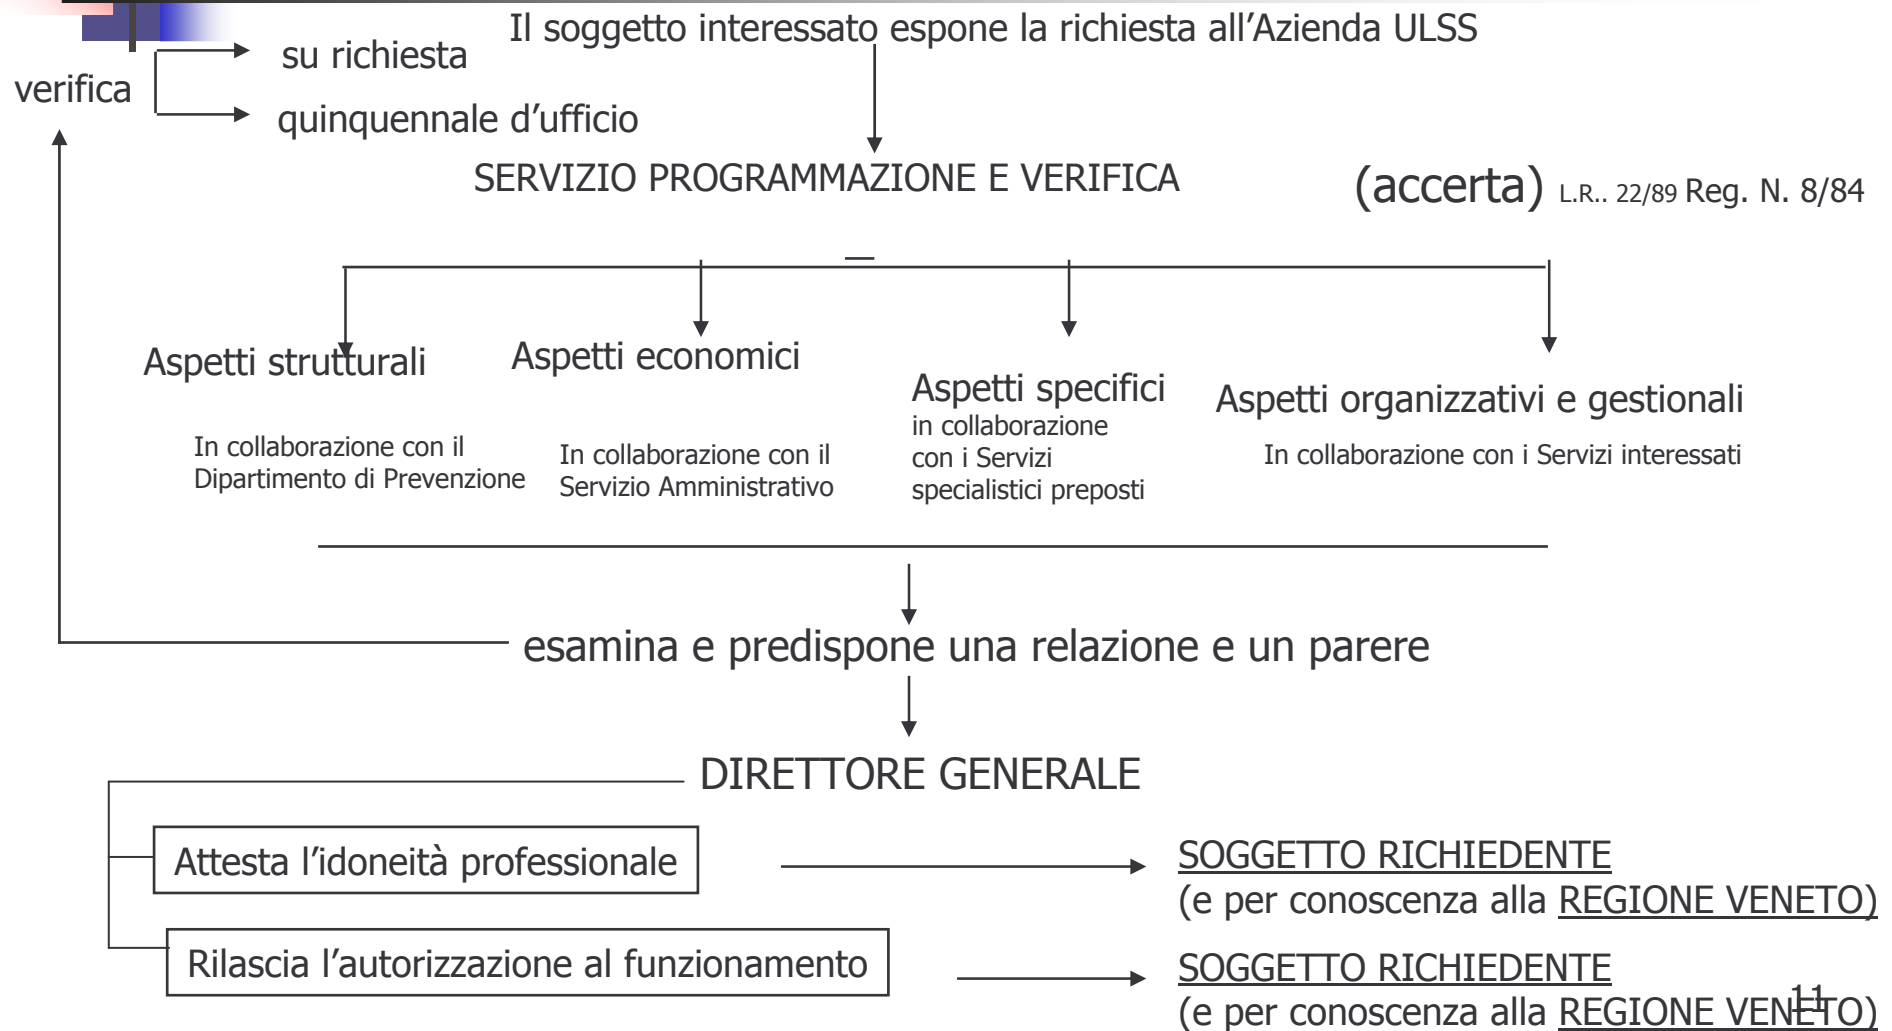 Il soggetto interessato espone la richiesta all'Azienda ULSS
verifica
su richiesta
quinquennale d'ufficio
SERVIZIO PROGRAMMAZIONE E VERIFICA
(accerta) L.R.. 22/89 Reg. N. 8/84
Aspetti strutturali
In collaborazione con il
Dipartimento di Prevenzione
Aspetti economici
In collaborazione con il
Servizio Amministrativo
Aspetti specifici
in collaborazione
con i Servizi
specialistici preposti
Aspetti organizzativi e gestionali
In collaborazione con i Servizi interessati
esamina e predispone una relazione e un parere
DIRETTORE GENERALE
Attesta l'idoneità professionale
SOGGETTO RICHIEDENTE
(e per conoscenza alla REGIONE VENETO)
Rilascia l'autorizzazione al funzionamento
SOGGETTO RICHIEDENTE
(e per conoscenza alla REGIONE VENETO)
11